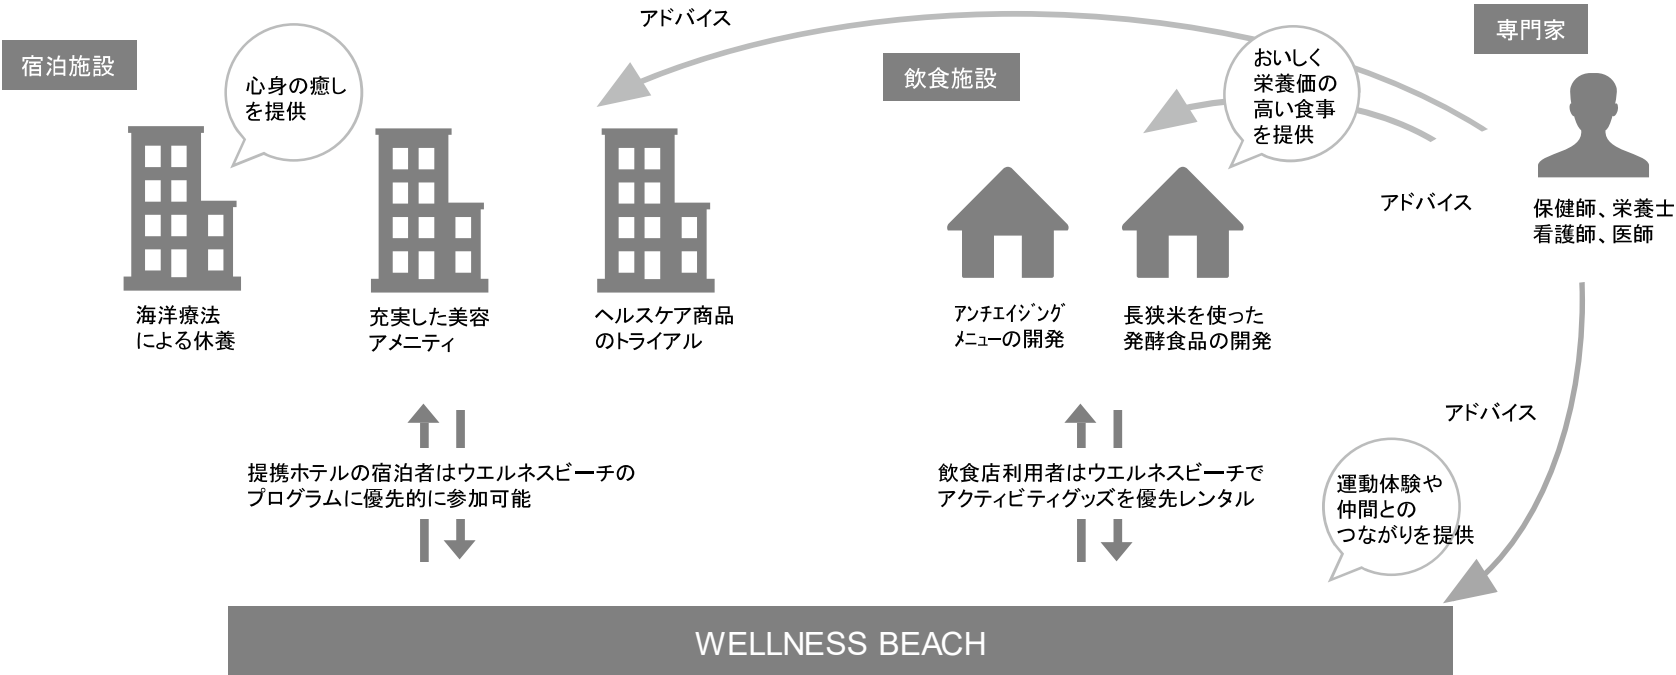 アドバイス
専門家
宿泊施設
心身の癒し
を提供
飲食施設
おいしく
栄養価の
高い食事
を提供
アドバイス
保健師、栄養士
看護師、医師
海洋療法
による休養
充実した美容
アメニティ
ヘルスケア商品
のトライアル
ｱﾝﾁｴｲｼﾞﾝｸﾞ
ﾒﾆｭｰの開発
長狭米を使った
発酵食品の開発
アドバイス
提携ホテルの宿泊者はウエルネスビーチの
プログラムに優先的に参加可能
飲食店利用者はウエルネスビーチで
アクティビティグッズを優先レンタル
運動体験や
仲間との
つながりを提供
WELLNESS BEACH